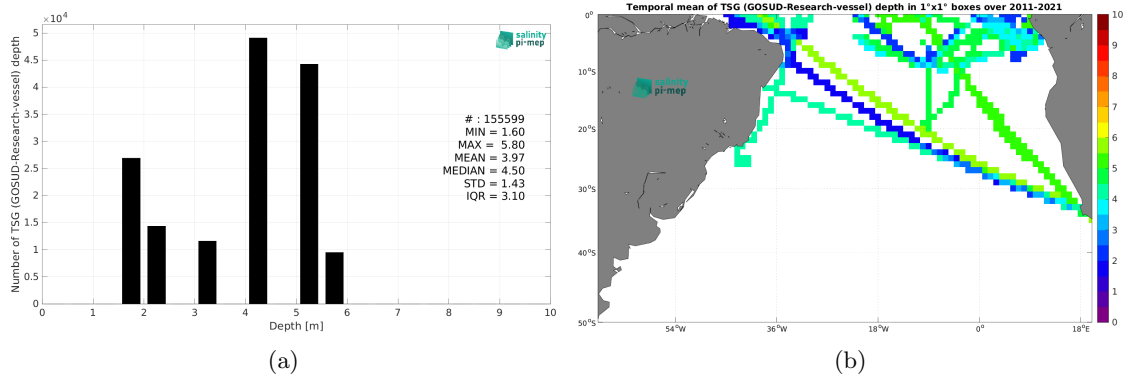 ×10⁴
5
4.5
4
3.5
3
2.5
2
1.5
1
0.5
0
Number of TSG (GOSUD-Research-vessel) depth
salinity
pi-mep
# : 155599
MIN = 1.60
MAX = 5.80
MEAN = 3.97
MEDIAN = 4.50
STD = 1.43
IQR = 3.10
0 1 2 3 4 5 6 7 8 9 10
Depth [m]
(a)
Temporal mean of TSG (GOSUD-Research-vessel) depth in 1°x1° boxes over 2011-2021
0°
10°S
20°S
30°S
40°S
50°S
salinity
pi-mep
54°W 36°W 18°W 0° 18°E
10
9
8
7
6
5
4
3
2
1
0
(b)